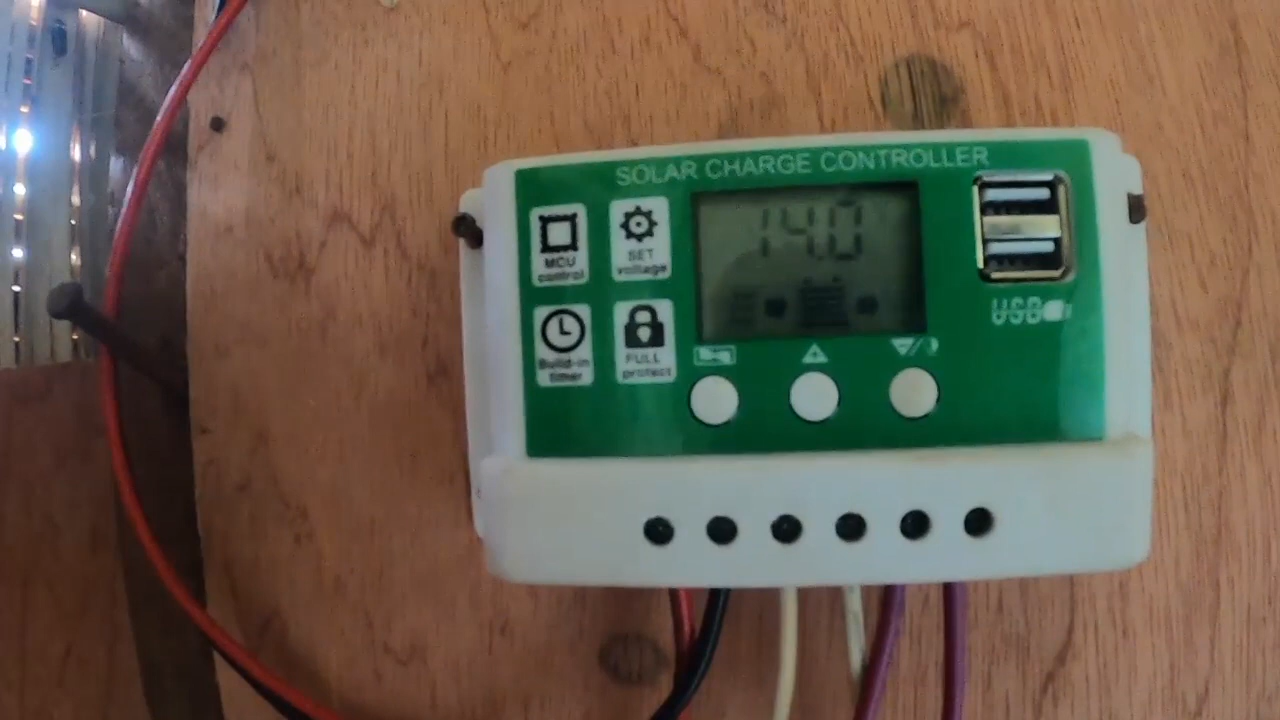 SOLAR CHARGE CONTROLLER
MCU
control
SET
voltage
14.0
USB
Build-in
timer
FULL
protect